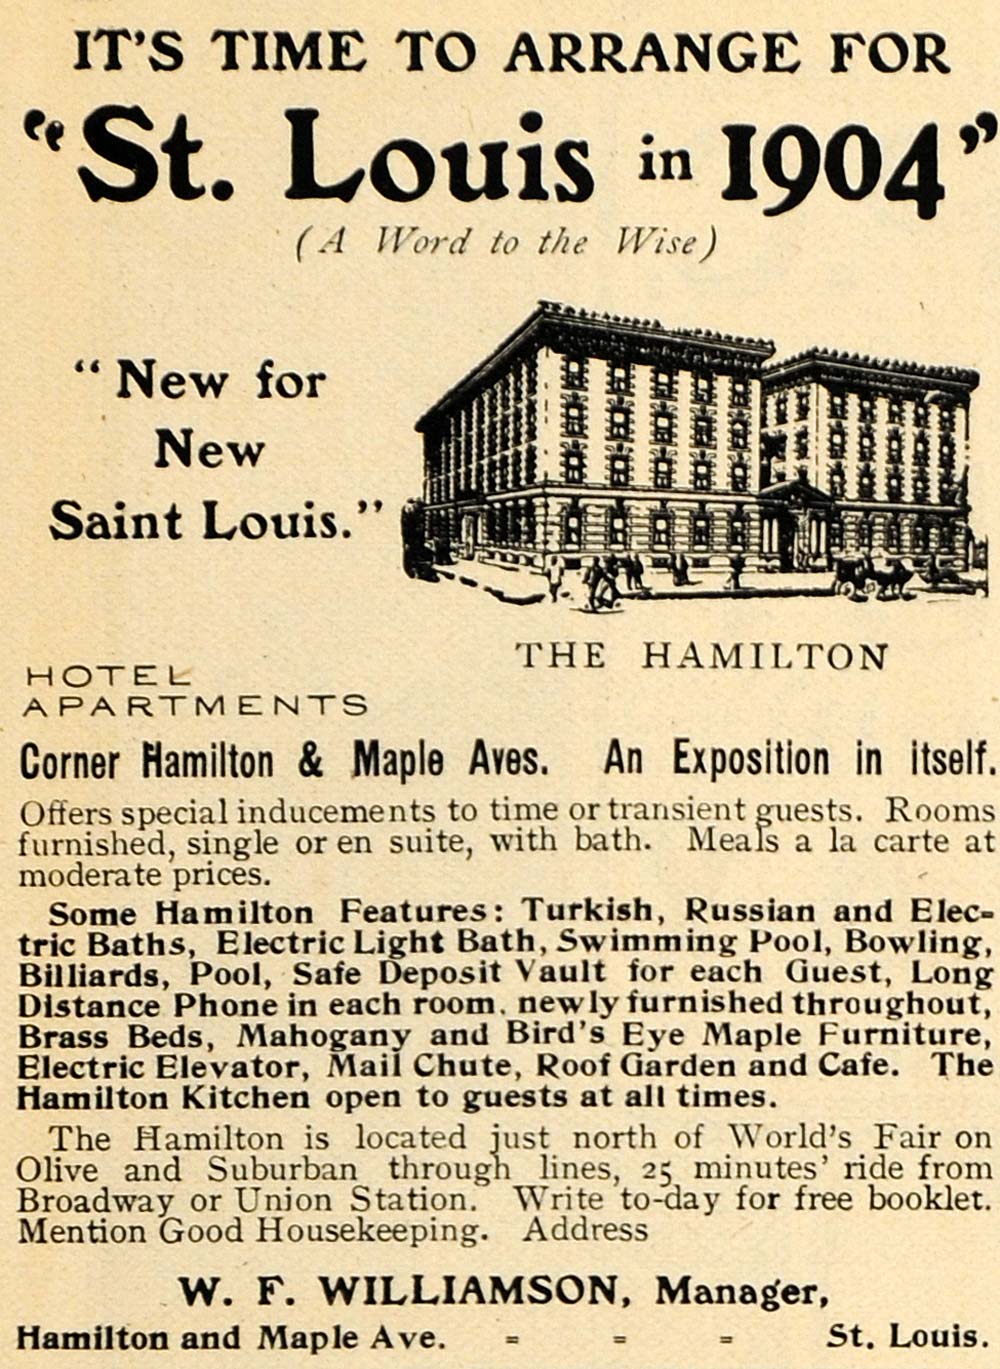 IT'S TIME TO ARRANGE FOR
"St. Louis in 1904"
(A Word to the Wise)
"New for
New
Saint Louis."
THE HAMILTON
HOTEL
APARTMENTS
Corner Hamilton & Maple Aves. An Exposition in itself.
Offers special inducements to time or transient guests. Rooms
furnished, single or en suite, with bath. Meals a la carte at
moderate prices.
Some Hamilton Features: Turkish, Russian and Elec-
tric Baths, Electric Light Bath, Swimming Pool, Bowling,
Billiards, Pool, Safe Deposit Vault for each Guest, Long
Distance Phone in each room. newly furnished throughout,
Brass Beds, Mahogany and Bird's Eye Maple Furniture,
Electric Elevator, Mail Chute, Roof Garden and Cafe. The
Hamilton Kitchen open to guests at all times.
The Hamilton is located just north of World's Fair on
Olive and Suburban through lines, 25 minutes' ride from
Broadway or Union Station. Write to-day for free booklet.
Mention Good Housekeeping. Address
W. F. WILLIAMSON, Manager,
Hamilton and Maple Ave. - - - St. Louis.